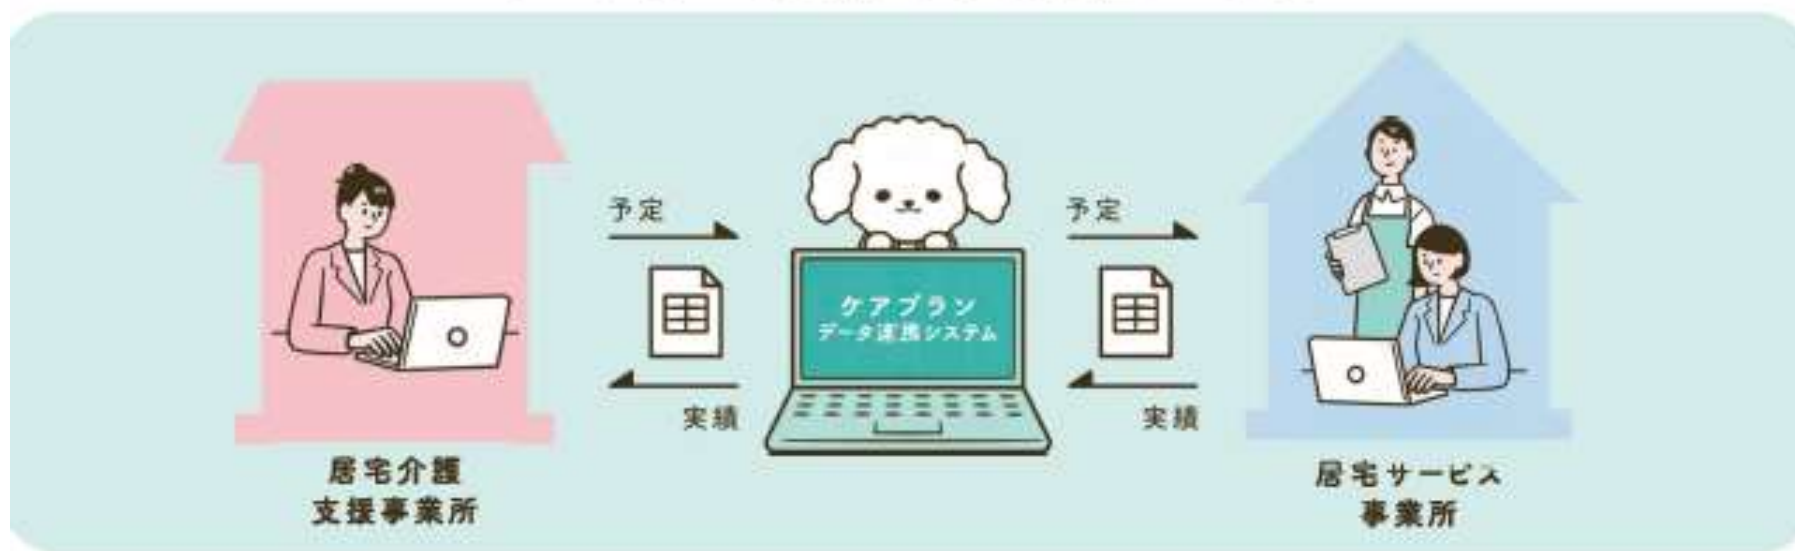 予定
実績
居宅介護
支援事業所
ケアプラン
データ連携システム
予定
実績
居宅サービス
事業所